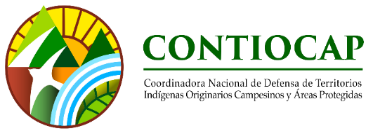 CONTIOCAP
Coordinadora Nacional de Defensa de Territorios
Indígenas Originarios Campesinos y Áreas Protegidas